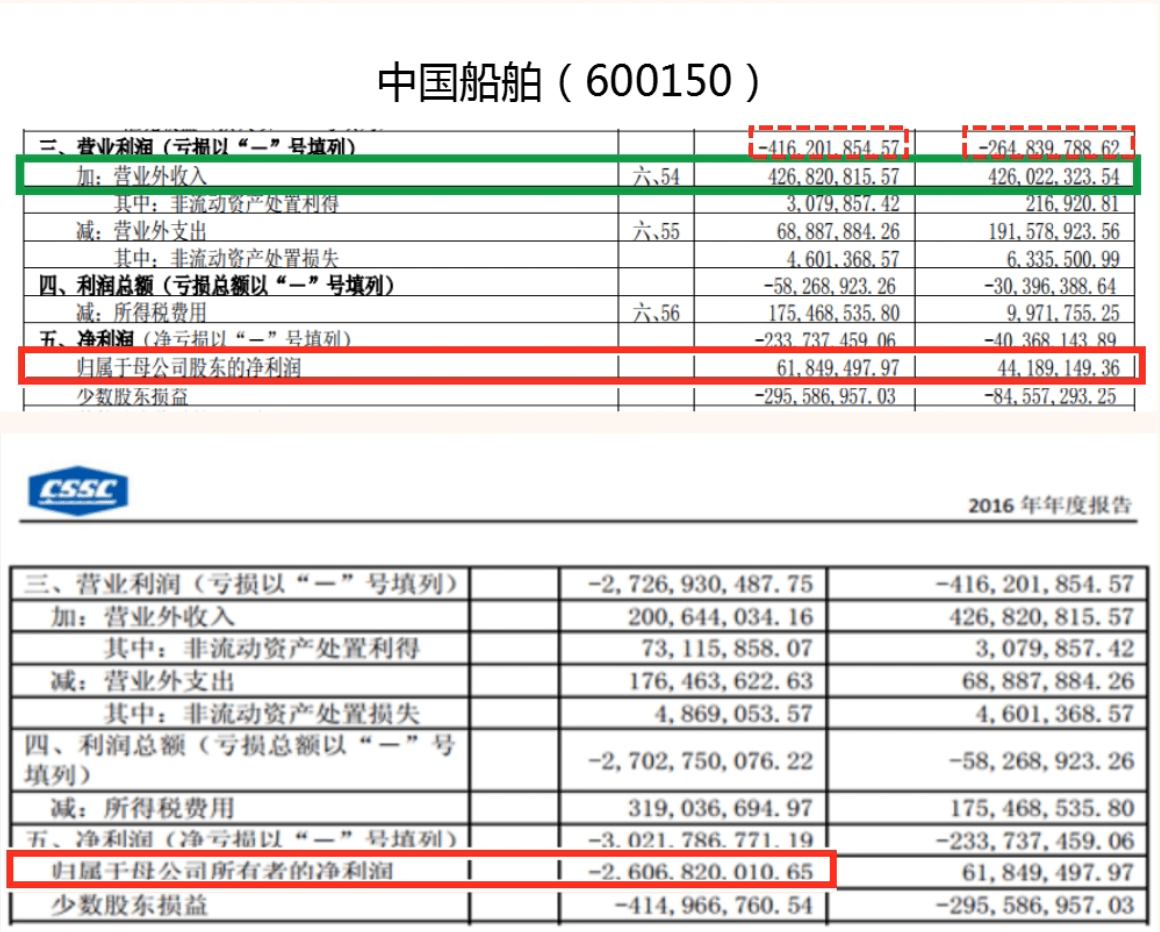 中国船舶（600150）
三、营业利润（亏损以“－”号填列） -416,201,854.57 -264,839,788.62
加：营业外收入 六、54 426,820,815.57 426,022,323.54
其中：非流动资产处置利得 3,079,857.42 216,920.81
减：营业外支出 六、55 68,887,884.26 191,578,923.56
其中：非流动资产处置损失 4,601,368.57 6,335,500.99
四、利润总额（亏损总额以“－”号填列） -58,268,923.26 -30,396,388.64
减：所得税费用 六、56 175,468,535.80 9,971,755.25
五、净利润（净亏损以“－”号填列） -233,737,459.06 -40,368,143.89
归属于母公司股东的净利润 61,849,497.97 44,189,149.36
少数股东损益 -295,586,957.03 -84,557,293.25
CSSC
2016 年年度报告
三、营业利润（亏损以“－”号填列） -2,726,930,487.75 -416,201,854.57
加：营业外收入 200,644,034.16 426,820,815.57
其中：非流动资产处置利得 73,115,858.07 3,079,857.42
减：营业外支出 176,463,622.63 68,887,884.26
其中：非流动资产处置损失 4,869,053.57 4,601,368.57
四、利润总额（亏损总额以“－”号
填列） -2,702,750,076.22 -58,268,923.26
减：所得税费用 319,036,694.97 175,468,535.80
五、净利润（净亏损以“－”号填列） -3,021,786,771.19 -233,737,459.06
归属于母公司所有者的净利润 -2,606,820,010.65 61,849,497.97
少数股东损益 -414,966,760.54 -295,586,957.03